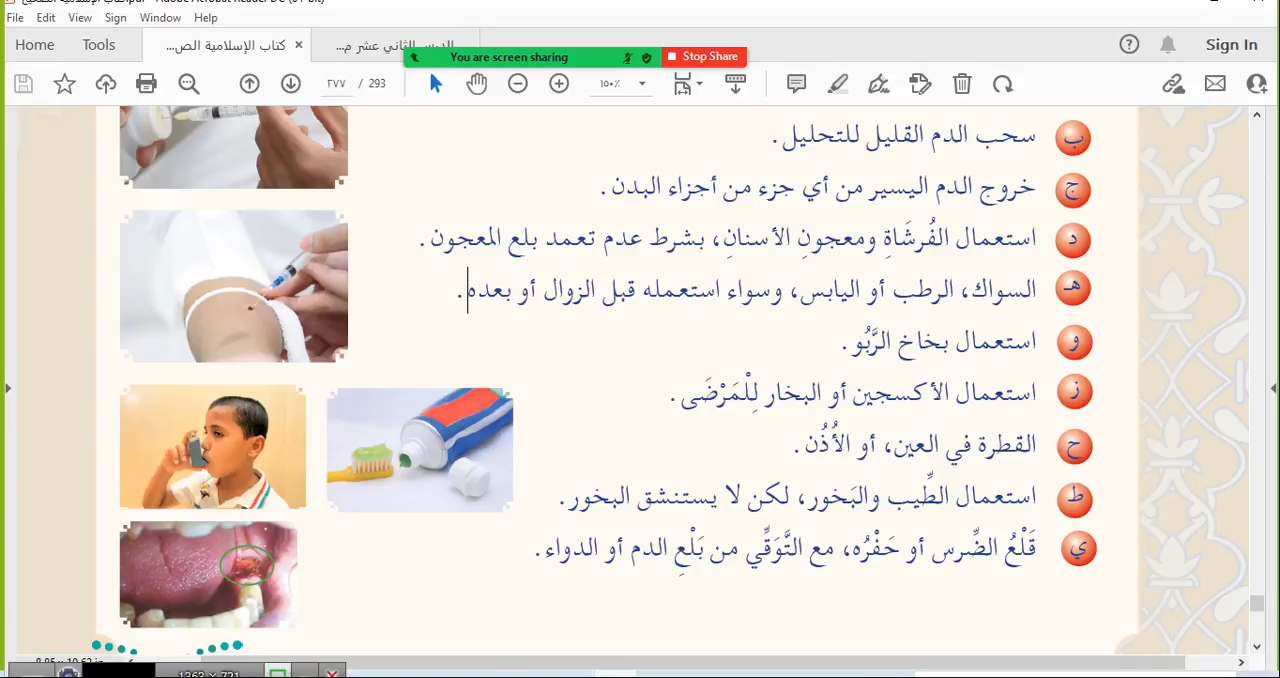 File Edit View Sign Window Help
Home Tools كتاب الإسلامية الص... × الدرس الثاني عشر م... Sign In
You are screen sharing Stop Share
٢٧٧ / 293 ١٥٠٪
ب سحب الدم القليل للتحليل.
ج خروج الدم اليسير من أي جزء من أجزاء البدن.
د استعمال الفُرشَاةِ ومعجونِ الأسنانِ، بشرط عدم تعمد بلع المعجون.
هـ السواك، الرطب أو اليابس، وسواء استعمله قبل الزوال أو بعده.
و استعمال بخاخ الرَّبُو.
ز استعمال الأكسجين أو البخار لِلْمَرْضَى.
ح القطرة في العين، أو الأُذُن.
ط استعمال الطِّيب والبَخور، لكن لا يستنشق البخور.
ي قَلْعُ الضِّرس أو حَفْرُه، مع التَّوَقِّي من بَلْعِ الدم أو الدواء.